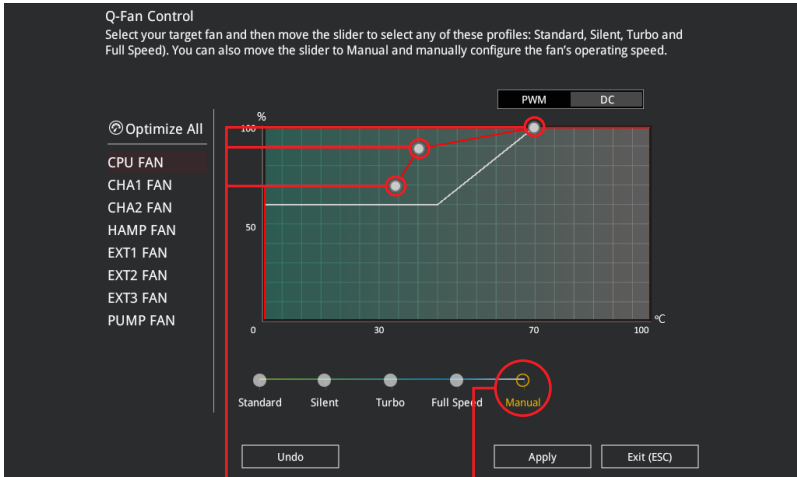 Q-Fan Control
Select your target fan and then move the slider to select any of these profiles: Standard, Silent, Turbo and
Full Speed). You can also move the slider to Manual and manually configure the fan's operating speed.
PWM DC
%
Optimize All
100
CPU FAN
CHA1 FAN
CHA2 FAN
HAMP FAN
50
EXT1 FAN
EXT2 FAN
EXT3 FAN
PUMP FAN
0 30 70 100 ºC
Standard Silent Turbo Full Speed Manual
Undo Apply Exit (ESC)